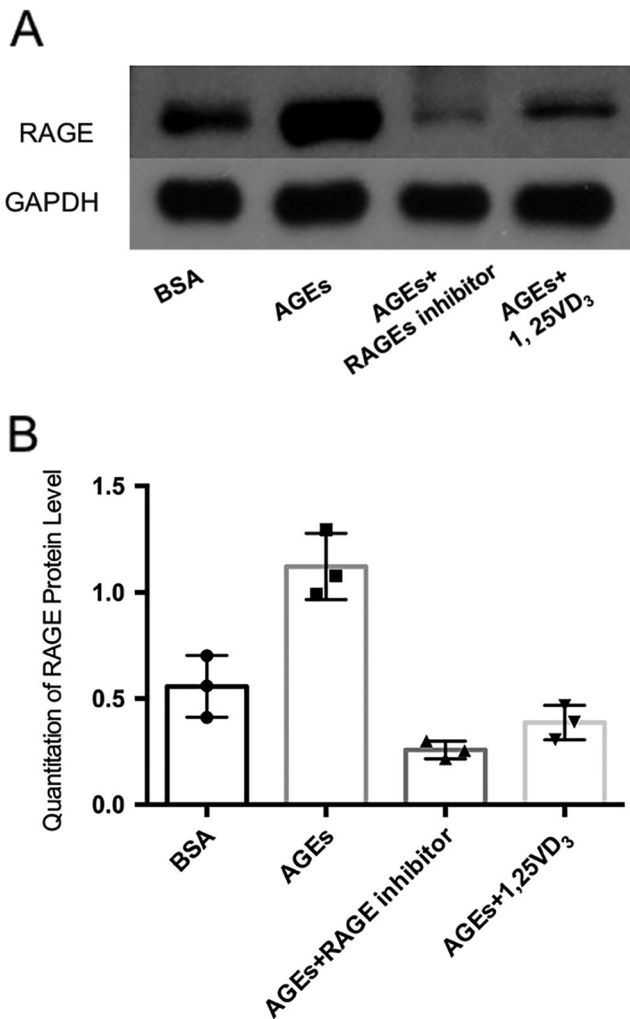 A
RAGE
GAPDH
BSA
AGEs
AGEs+
RAGEs inhibitor
AGEs+
1, 25VD₃
B
Quantitation of RAGE Protein Level
1.5
1.0
0.5
0.0
BSA
AGEs
AGEs+RAGE inhibitor
AGEs+1,25VD₃